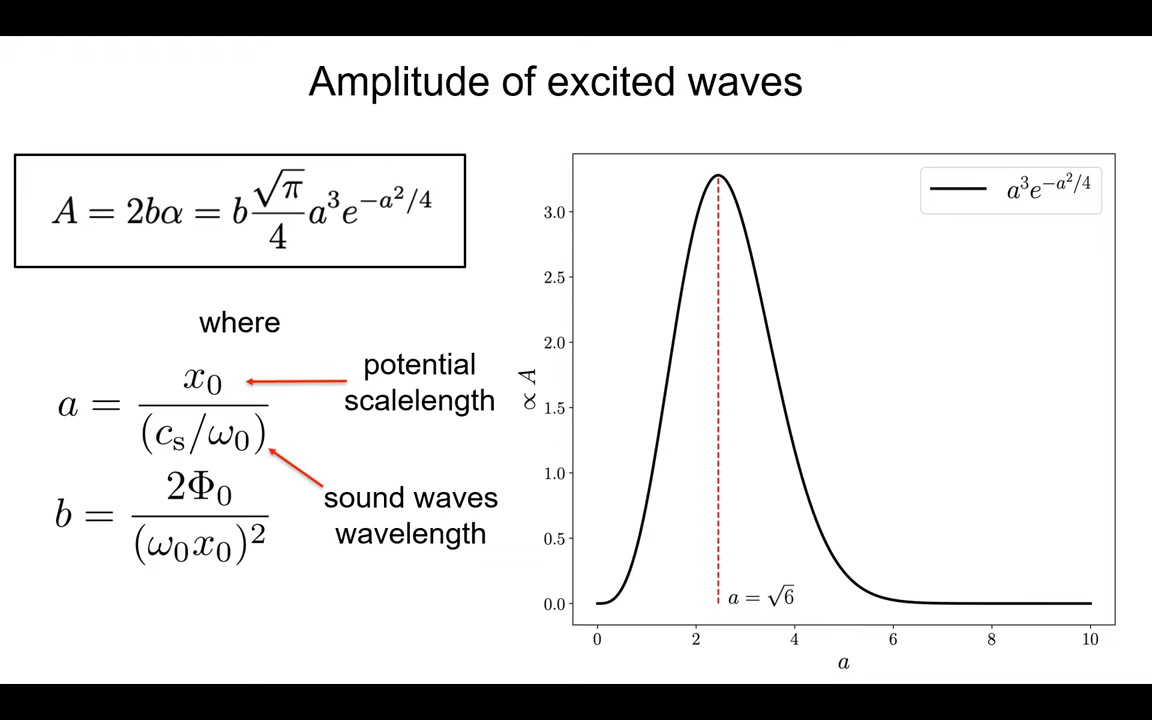 Amplitude of excited waves
A = 2bα = b √π/4 a³e^{−a²/4}
where
a = x₀/(cₛ/ω₀)
potential
scalelength
b = 2Φ₀/(ω₀x₀)²
sound waves
wavelength
a³e^{−a²/4}
∝ A
3.0
2.5
2.0
1.5
1.0
0.5
0.0
a = √6
0 2 4 6 8 10
a